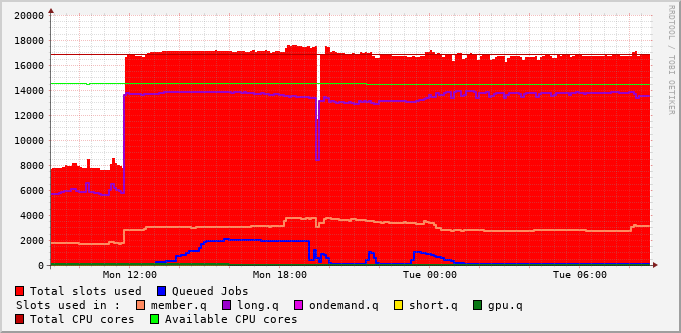 20000
18000
16000
14000
12000
10000
8000
6000
4000
2000
0
Mon 12:00 Mon 18:00 Tue 00:00 Tue 06:00
RRDTOOL / TOBI OETIKER
Total slots used Queued Jobs
Slots used in : member.q long.q ondemand.q short.q gpu.q
Total CPU cores Available CPU cores